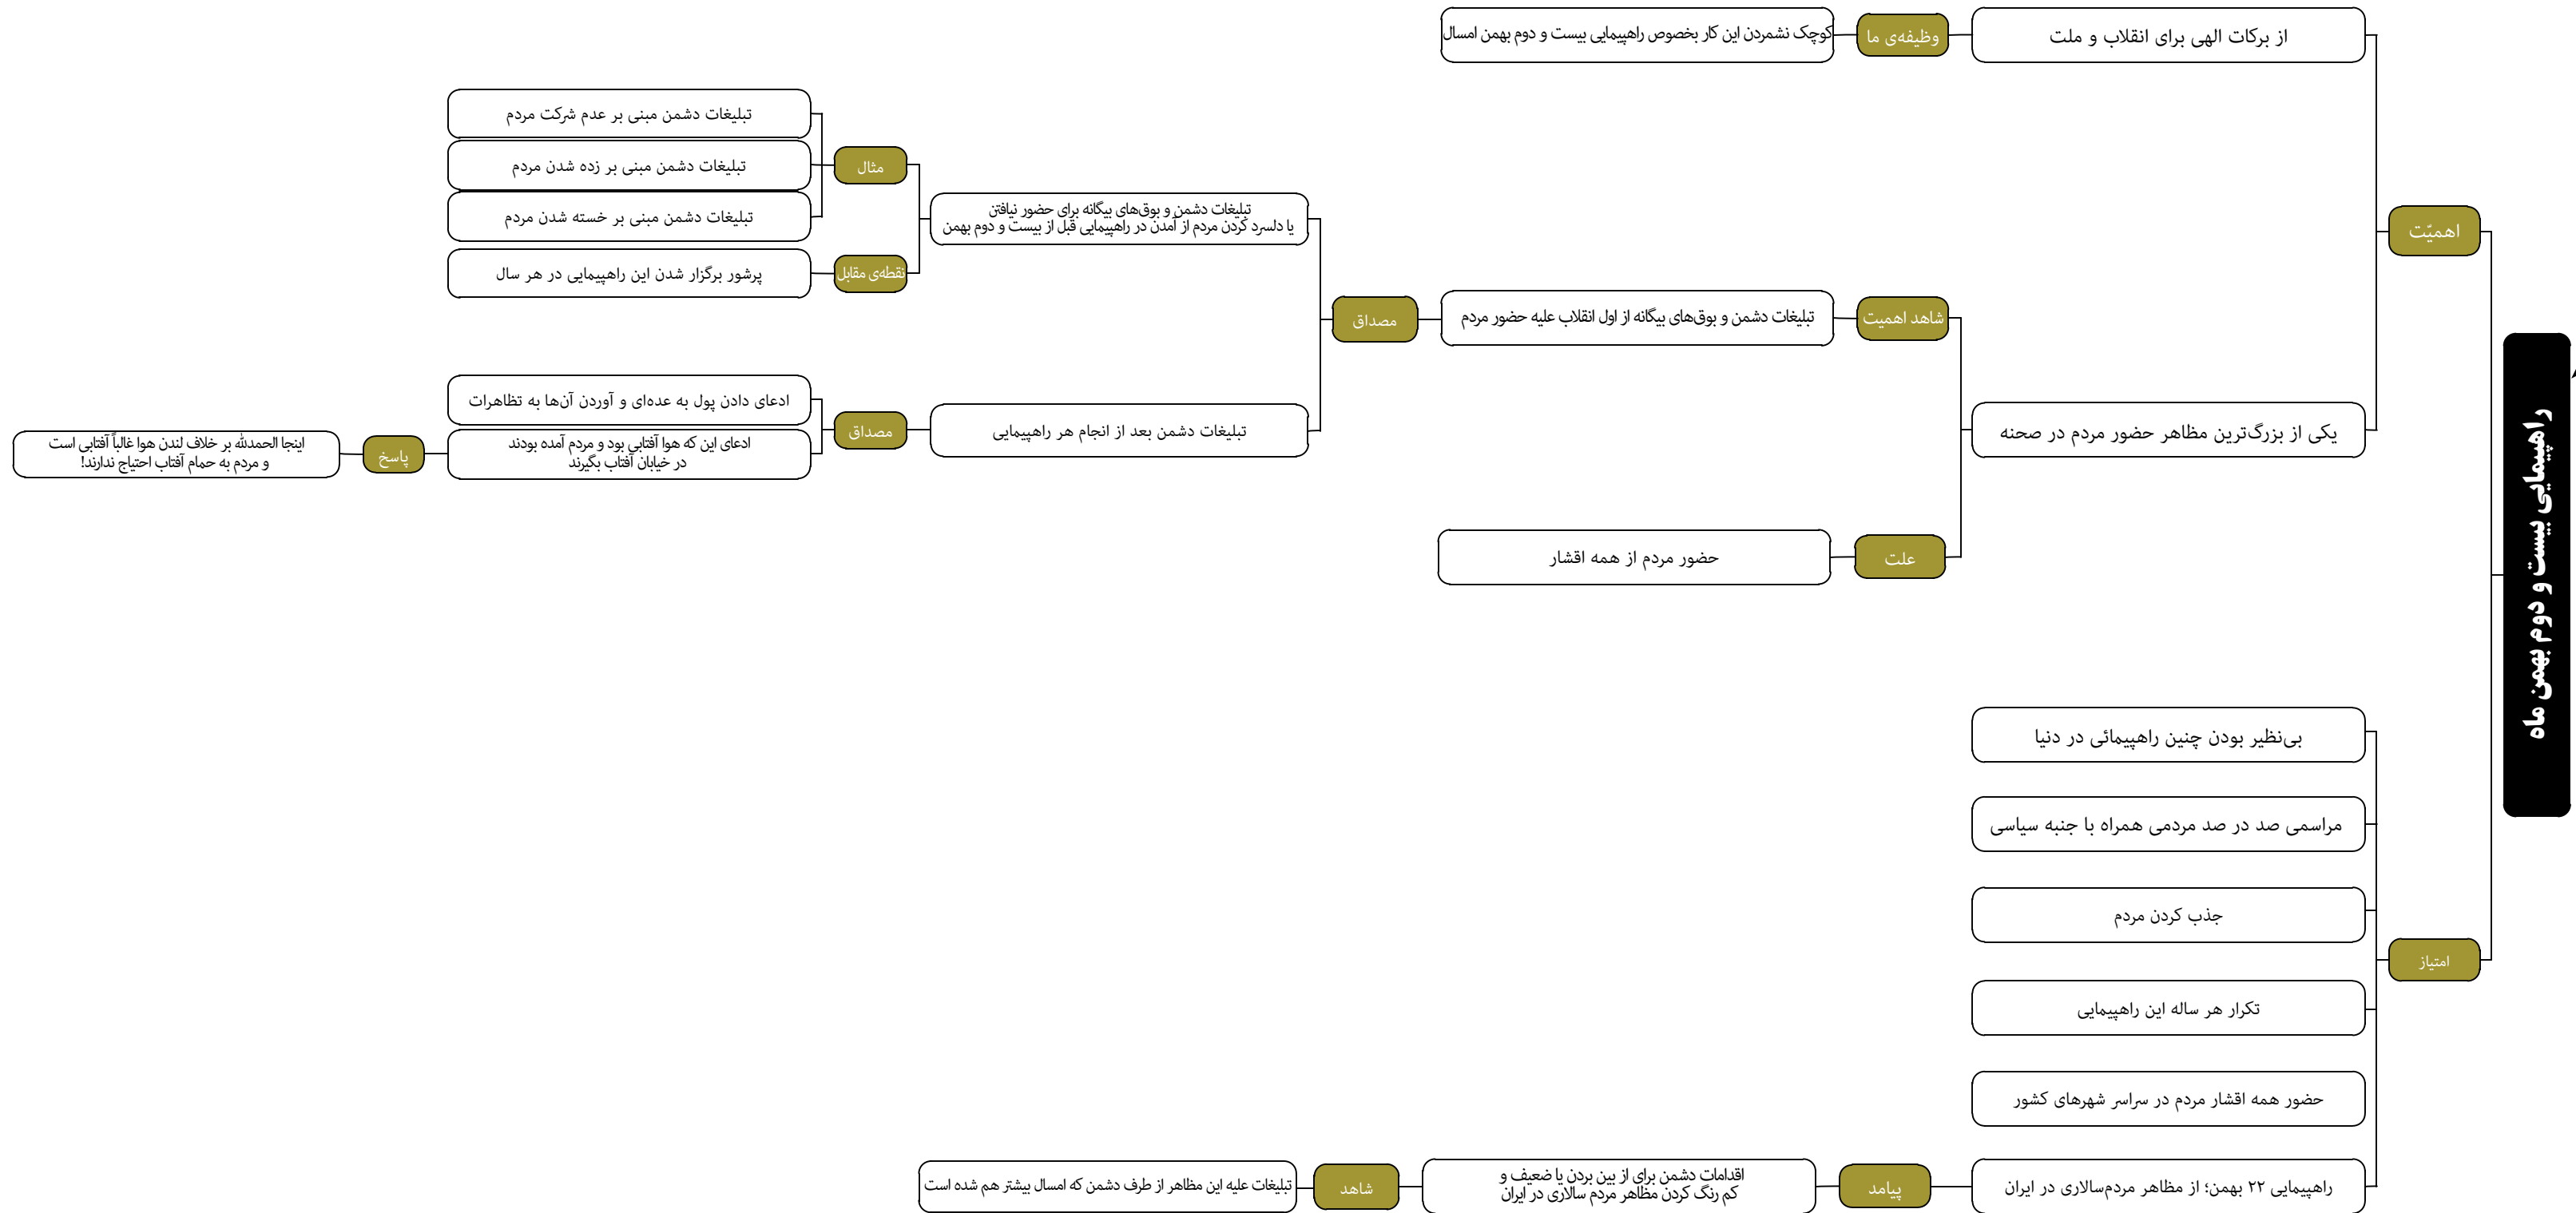 راهپیمایی بیست و دوم بهمن ماه
اهمیّت
از برکات الهی برای انقلاب و ملت
وظیفه‌ی ما
کوچک نشمردن این کار بخصوص راهپیمایی بیست و دوم بهمن امسال
یکی از بزرگ‌ترین مظاهر حضور مردم در صحنه
شاهد اهمیت
تبلیغات دشمن و بوق‌های بیگانه از اول انقلاب علیه حضور مردم
مصداق
تبلیغات دشمن و بوق‌های بیگانه برای حضور نیافتن
یا دلسرد کردن مردم از آمدن در راهپیمایی قبل از بیست و دوم بهمن
مثال
تبلیغات دشمن مبنی بر عدم شرکت مردم
تبلیغات دشمن مبنی بر زده شدن مردم
تبلیغات دشمن مبنی بر خسته شدن مردم
نقطه‌ی مقابل
پرشور برگزار شدن این راهپیمایی در هر سال
تبلیغات دشمن بعد از انجام هر راهپیمایی
مصداق
ادعای دادن پول به عده‌ای و آوردن آن‌ها به تظاهرات
ادعای این که هوا آفتابی بود و مردم آمده بودند
در خیابان آفتاب بگیرند
پاسخ
اینجا الحمدلله بر خلاف لندن هوا غالباً آفتابی است
و مردم به حمام آفتاب احتیاج ندارند!
علت
حضور مردم از همه اقشار
امتیاز
بی‌نظیر بودن چنین راهپیمائی در دنیا
مراسمی صد در صد مردمی همراه با جنبه سیاسی
جذب کردن مردم
تکرار هر ساله این راهپیمایی
حضور همه اقشار مردم در سراسر شهرهای کشور
راهپیمایی ۲۲ بهمن؛ از مظاهر مردم‌سالاری در ایران
پیامد
اقدامات دشمن برای از بین بردن یا ضعیف و
کم رنگ کردن مظاهر مردم سالاری در ایران
شاهد
تبلیغات علیه این مظاهر از طرف دشمن که امسال بیشتر هم شده است